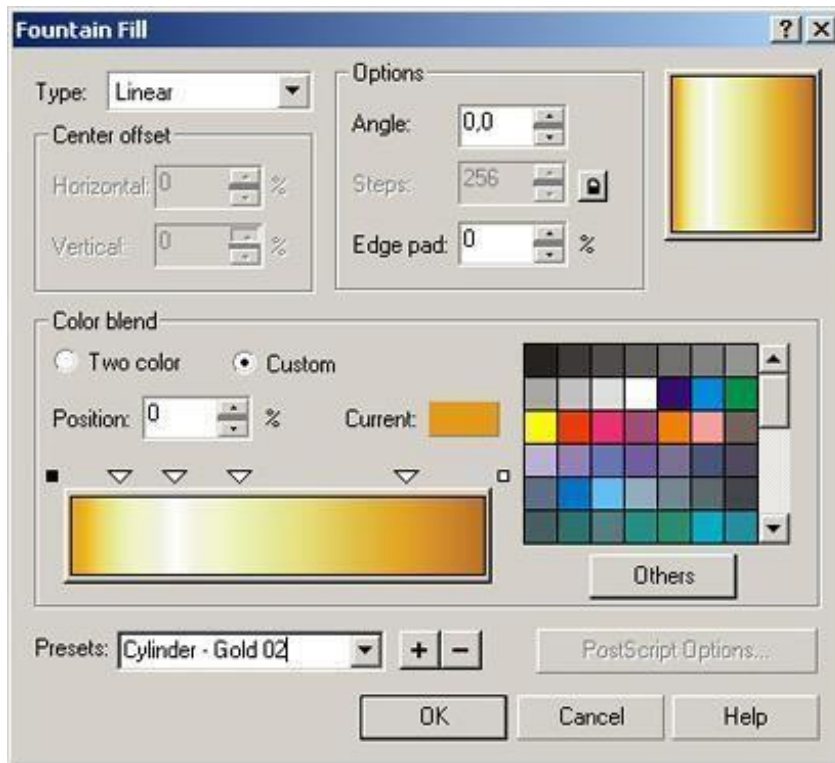 Fountain Fill
Type: Linear
Options
Angle: 0,0
Center offset
Horizontal: 0 %
Steps: 256
Vertical: 0 %
Edge pad: 0 %
Color blend
Two color Custom
Position: 0 % Current:
Others
Presets: Cylinder - Gold 02 + − PostScript Options...
OK Cancel Help